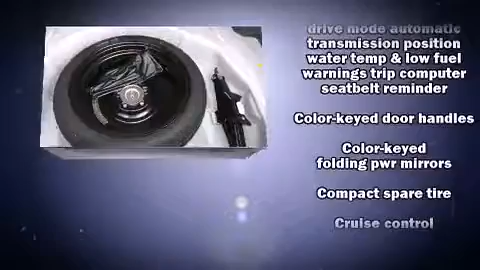 drive mode automatic
transmission position
water temp & low fuel
warnings trip computer
seatbelt reminder
Color-keyed door handles
Color-keyed
folding pwr mirrors
Compact spare tire
Cruise control